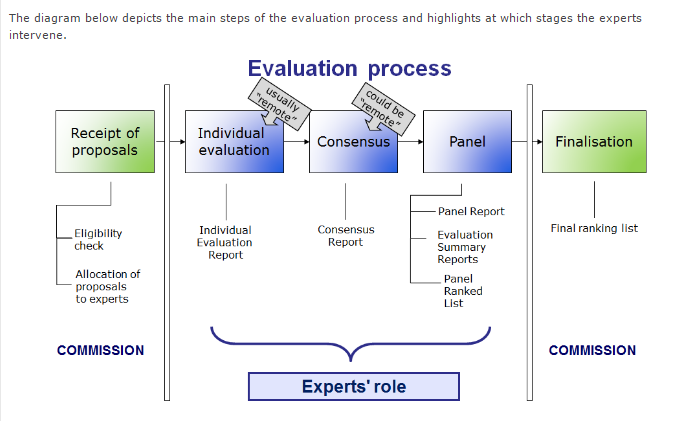 The diagram below depicts the main steps of the evaluation process and highlights at which stages the experts
intervene.
Evaluation process
usually
"remote"
could be
"remote"
Receipt of
proposals
Individual
evaluation
Consensus
Panel
Finalisation
Eligibility
check
Allocation of
proposals
to experts
Individual
Evaluation
Report
Consensus
Report
Panel Report
Evaluation
Summary
Reports
Panel
Ranked
List
Final ranking list
COMMISSION
COMMISSION
Experts' role